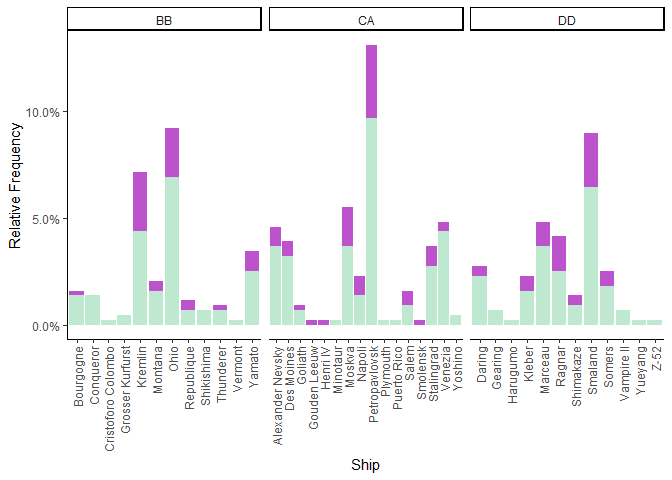 BB
CA
DD
Relative Frequency
10.0%
5.0%
0.0%
Bourgogne
Conqueror
Cristoforo Colombo
Grosser Kurfurst
Kremlin
Montana
Ohio
Republique
Shikishima
Thunderer
Vermont
Yamato
Alexander Nevsky
Des Moines
Goliath
Gouden Leeuw
Henri IV
Minotaur
Moskva
Napoli
Petropavlovsk
Plymouth
Puerto Rico
Salem
Smolensk
Stalingrad
Venezia
Yoshino
Daring
Gearing
Harugumo
Kleber
Marceau
Ragnar
Shimakaze
Smaland
Somers
Vampire II
Yueyang
Z-52
Ship